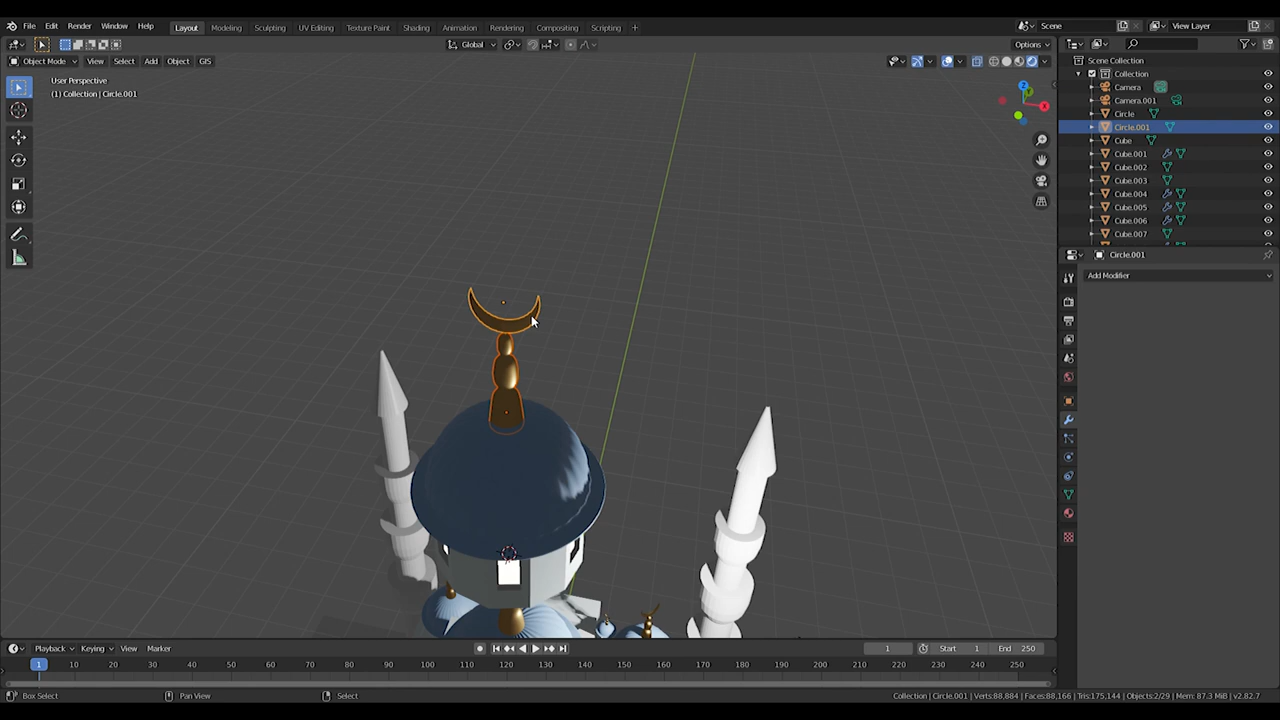 File Edit Render Window Help
Layout Modeling Sculpting UV Editing Texture Paint Shading Animation Rendering Compositing Scripting +
Scene
View Layer
Global
Options
Object Mode View Select Add Object GIS
User Perspective
(1) Collection | Circle.001
X
Scene Collection
Collection
Camera
Camera.001
Circle
Circle.001
Cube
Cube.001
Cube.002
Cube.003
Cube.004
Cube.005
Cube.006
Cube.007
Circle.001
Add Modifier
Playback Keying View Marker
1 Start 1 End 250
1 10 20 30 40 50 60 70 80 90 100 110 120 130 140 150 160 170 180 190 200 210 220 230 240 250
Box Select Pan View Select
Collection | Circle.001 | Verts:88,884 | Faces:88,166 | Tris:175,144 | Objects:2/29 | Mem: 87.3 MiB | v2.82.7